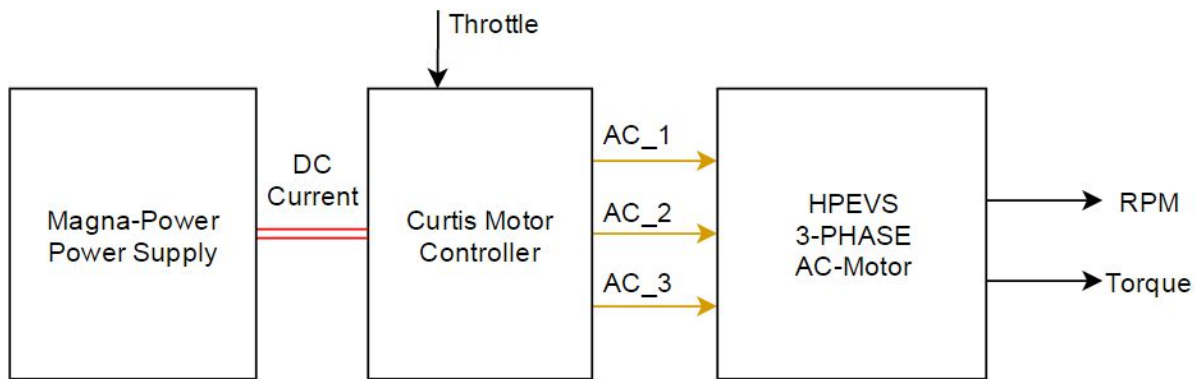 Throttle
Magna-Power
Power Supply
DC
Current
Curtis Motor
Controller
AC_1
AC_2
AC_3
HPEVS
3-PHASE
AC-Motor
RPM
Torque